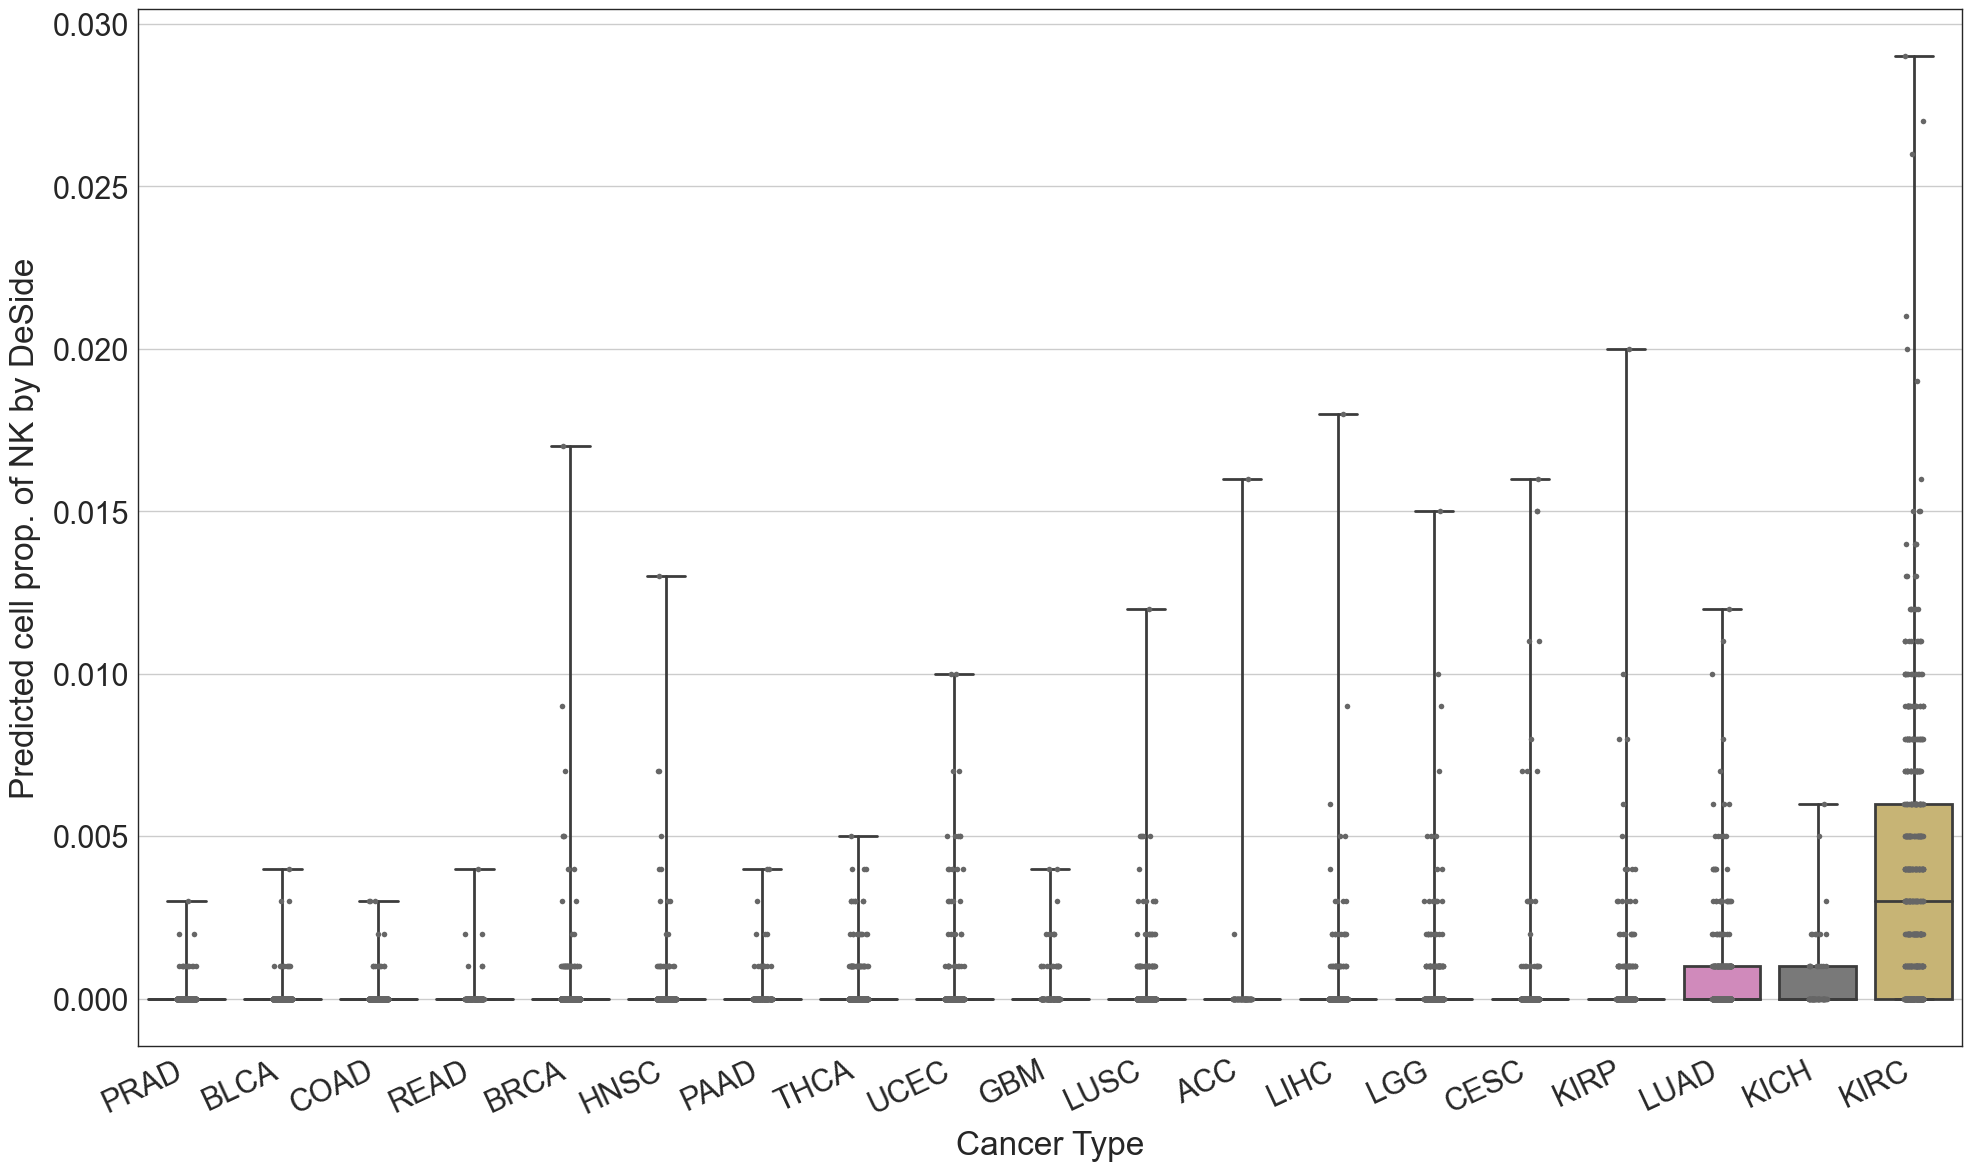 Predicted cell prop. of NK by DeSide
0.030
0.025
0.020
0.015
0.010
0.005
0.000
PRAD
BLCA
COAD
READ
BRCA
HNSC
PAAD
THCA
UCEC
GBM
LUSC
ACC
LIHC
LGG
CESC
KIRP
LUAD
KICH
KIRC
Cancer Type